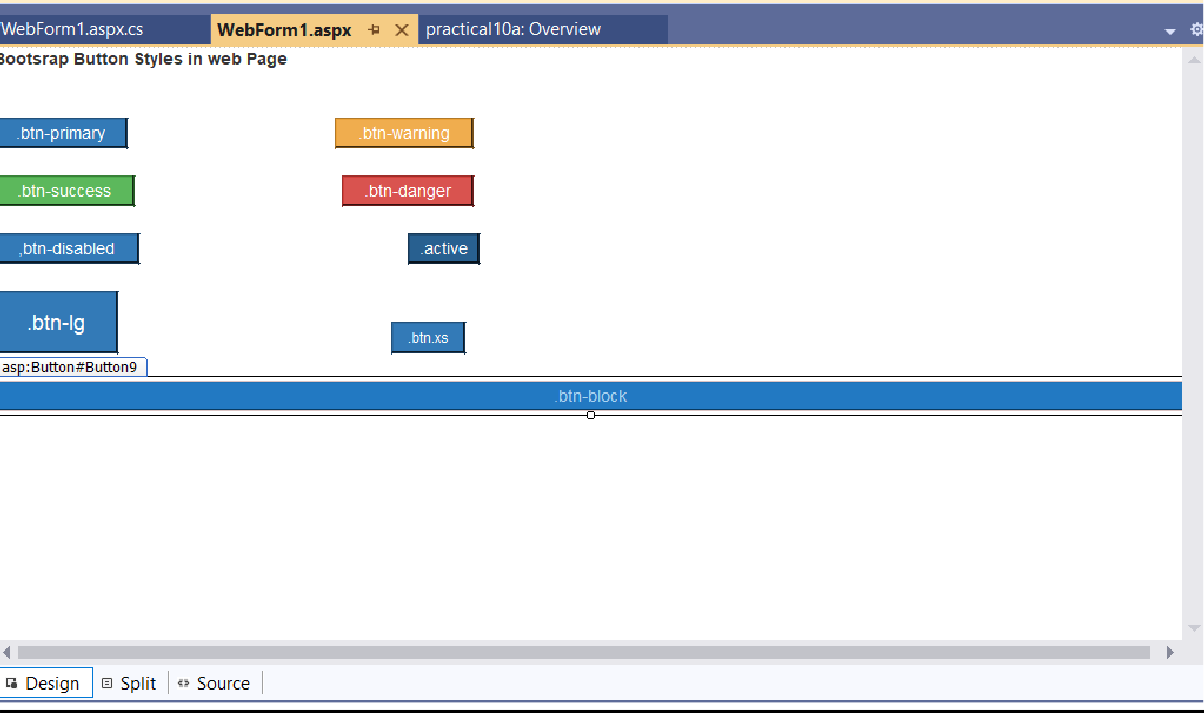 WebForm1.aspx.cs WebForm1.aspx practical10a: Overview
Bootsrap Button Styles in web Page
.btn-primary .btn-warning
.btn-success .btn-danger
,btn-disabled .active
.btn-lg .btn.xs
asp:Button#Button9
.btn-block
Design Split Source